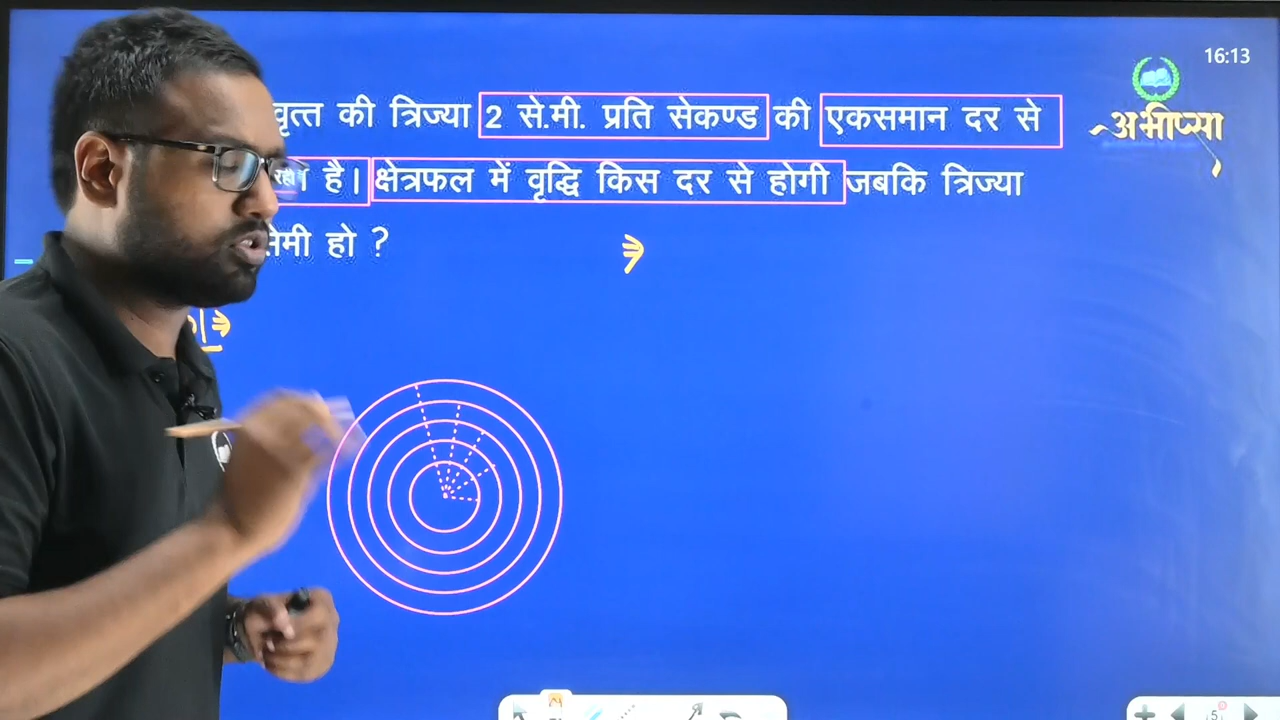 16:13
वृत्त की त्रिज्या 2 से.मी. प्रति सेकण्ड की एकसमान दर से
अभीप्सा
है। क्षेत्रफल में वृद्धि किस दर से होगी जबकि त्रिज्या
हो ?